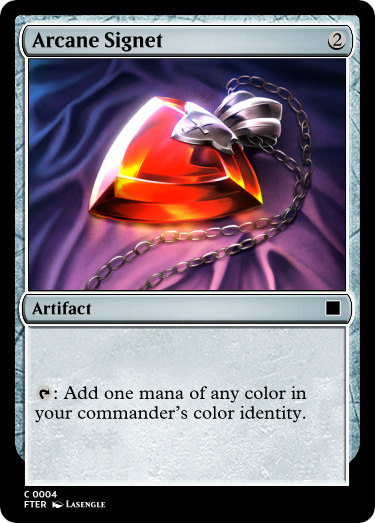 Arcane Signet 2
Artifact
: Add one mana of any color in
your commander's color identity.
C 0004
FTER Lasengle